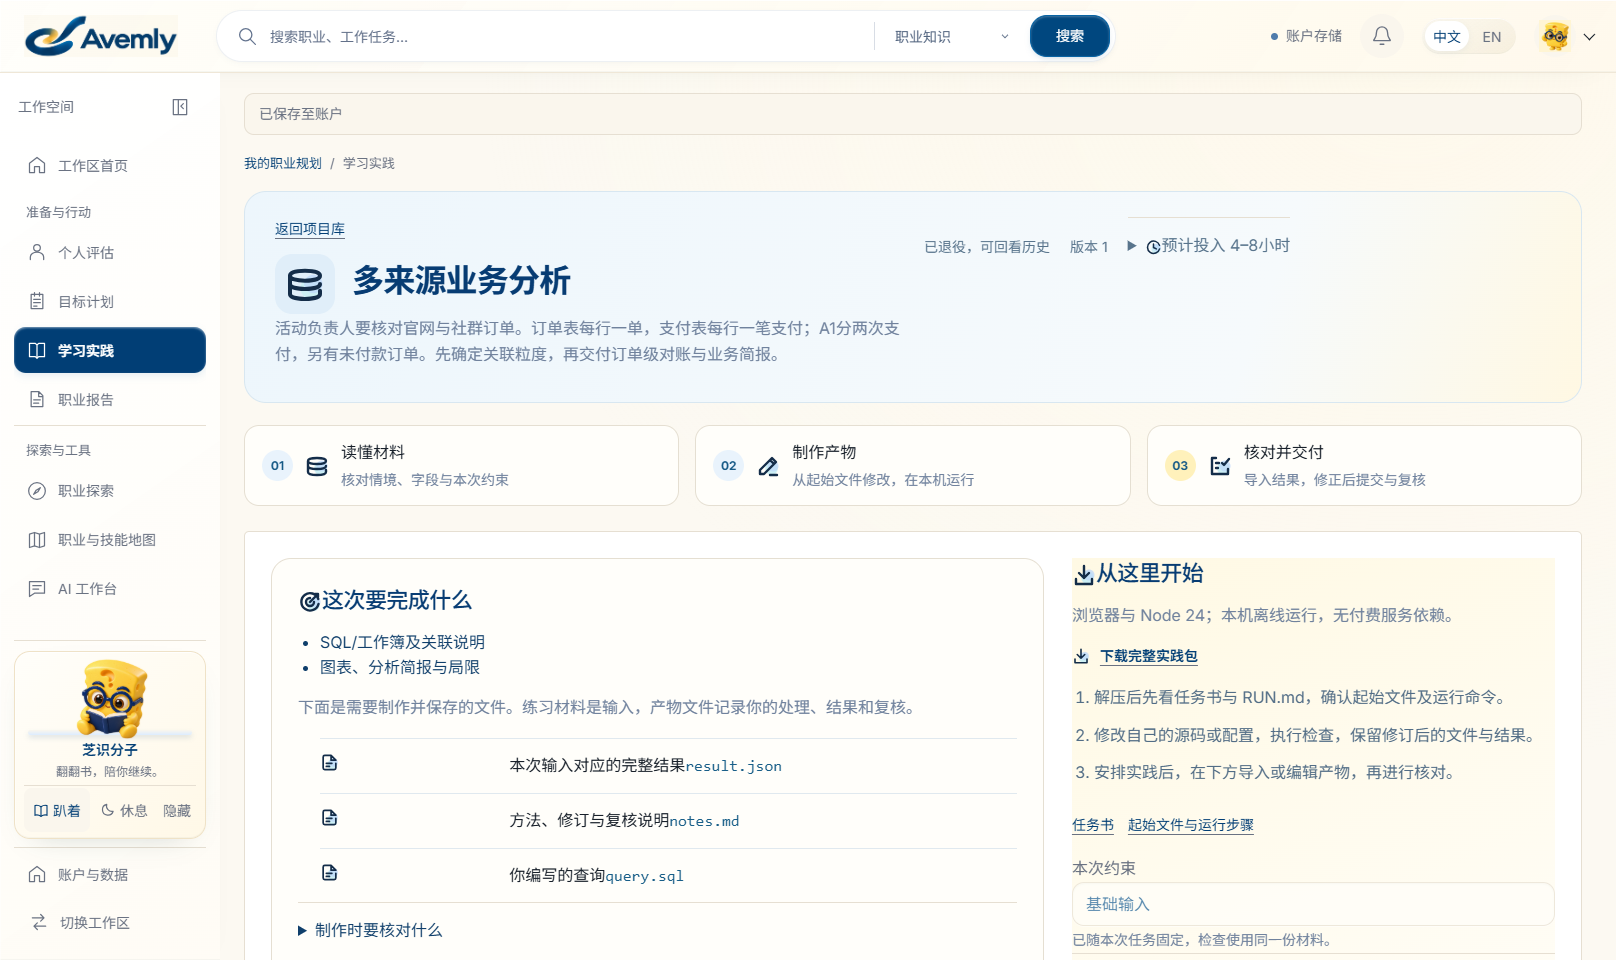 Avemly
搜索职业、工作任务...
职业知识
搜索
账户存储
中文
EN
工作空间
工作区首页
准备与行动
个人评估
目标计划
学习实践
职业报告
探索与工具
职业探索
职业与技能地图
AI 工作台
芝识分子
翻翻书，陪你继续。
趴着
休息
隐藏
账户与数据
切换工作区
已保存至账户
我的职业规划 / 学习实践
返回项目库
多来源业务分析
活动负责人要核对官网与社群订单。订单表每行一单，支付表每行一笔支付；A1分两次支
付，另有未付款订单。先确定关联粒度，再交付订单级对账与业务简报。
已退役，可回看历史
版本 1
预计投入 4–8小时
01
读懂材料
核对情境、字段与本次约束
02
制作产物
从起始文件修改，在本机运行
03
核对并交付
导入结果，修正后提交与复核
这次要完成什么
SQL/工作簿及关联说明
图表、分析简报与局限
下面是需要制作并保存的文件。练习材料是输入，产物文件记录你的处理、结果和复核。
本次输入对应的完整结果result.json
方法、修订与复核说明notes.md
你编写的查询query.sql
制作时要核对什么
从这里开始
浏览器与 Node 24；本机离线运行，无付费服务依赖。
下载完整实践包
1. 解压后先看任务书与 RUN.md，确认起始文件及运行命令。
2. 修改自己的源码或配置，执行检查，保留修订后的文件与结果。
3. 安排实践后，在下方导入或编辑产物，再进行核对。
任务书
起始文件与运行步骤
本次约束
基础输入
已随本次任务固定，检查使用同一份材料。